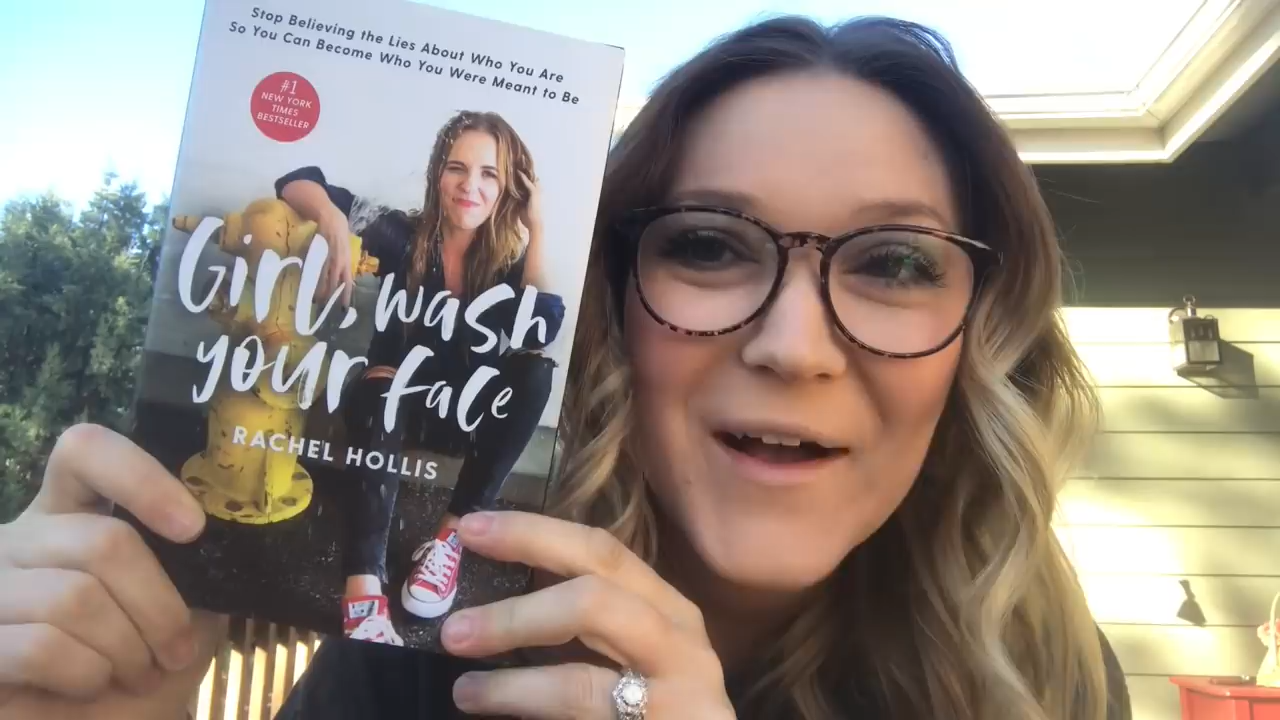 Stop Believing the Lies About Who You Are
So You Can Become Who You Were Meant to Be
#1
NEW YORK
TIMES
BESTSELLER
Girl, wash
your face
RACHEL HOLLIS